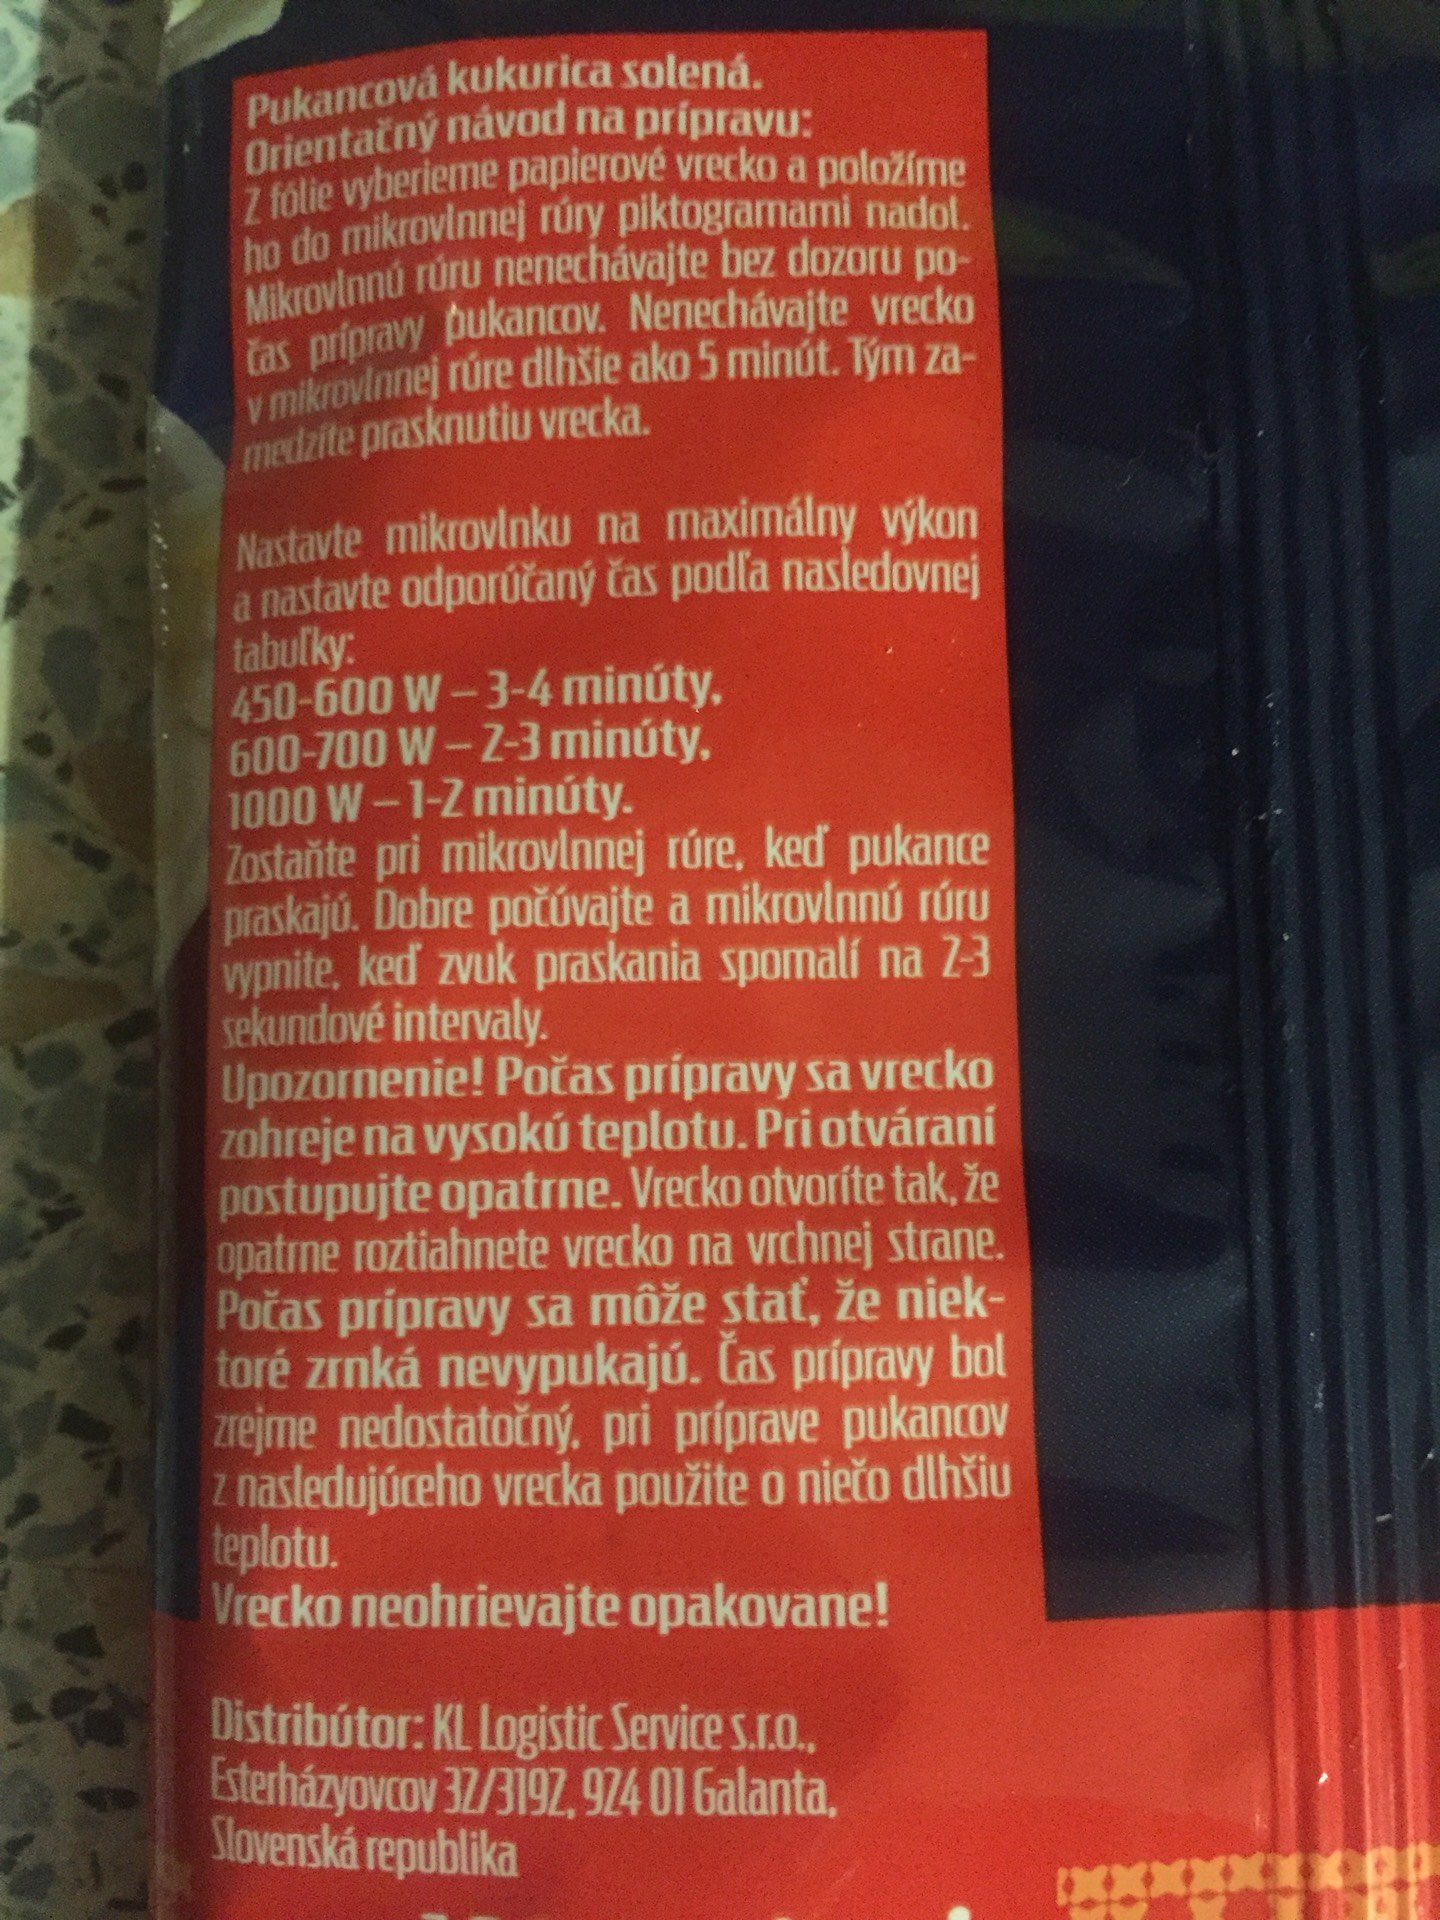 Pukancová kukurica solená.
Orientačný návod na prípravu:
Z fólie vyberieme papierové vrecko a položíme
ho do mikrovlnnej rúry piktogramami nadol.
Mikrovlnnú rúru nenechávajte bez dozoru po-
čas prípravy pukancov. Nenechávajte vrecko
v mikrovlnnej rúre dlhšie ako 5 minút. Tým za-
medzíte prasknutiu vrecka.
Nastavte mikrovlnku na maximálny výkon
a nastavte odporúčaný čas podľa nasledovnej
tabuľky:
450-600 W – 3-4 minúty,
600-700 W – 2-3 minúty,
1000 W – 1-2 minúty.
Zostaňte pri mikrovlnnej rúre, keď pukance
praskajú. Dobre počúvajte a mikrovlnnú rúru
vypnite, keď zvuk praskania spomalí na 2-3
sekundové intervaly.
Upozornenie! Počas prípravy sa vrecko
zohreje na vysokú teplotu. Pri otváraní
postupujte opatrne. Vrecko otvoríte tak, že
opatrne roztiahnete vrecko na vrchnej strane.
Počas prípravy sa môže stať, že niek-
toré zrnká nevypukajú. Čas prípravy bol
zrejme nedostatočný, pri príprave pukancov
z nasledujúceho vrecka použite o niečo dlhšiu
teplotu.
Vrecko neohrievajte opakovane!
Distribútor: KL Logistic Service s.r.o.,
Esterházyovcov 32/3192, 924 01 Galanta,
Slovenská republika